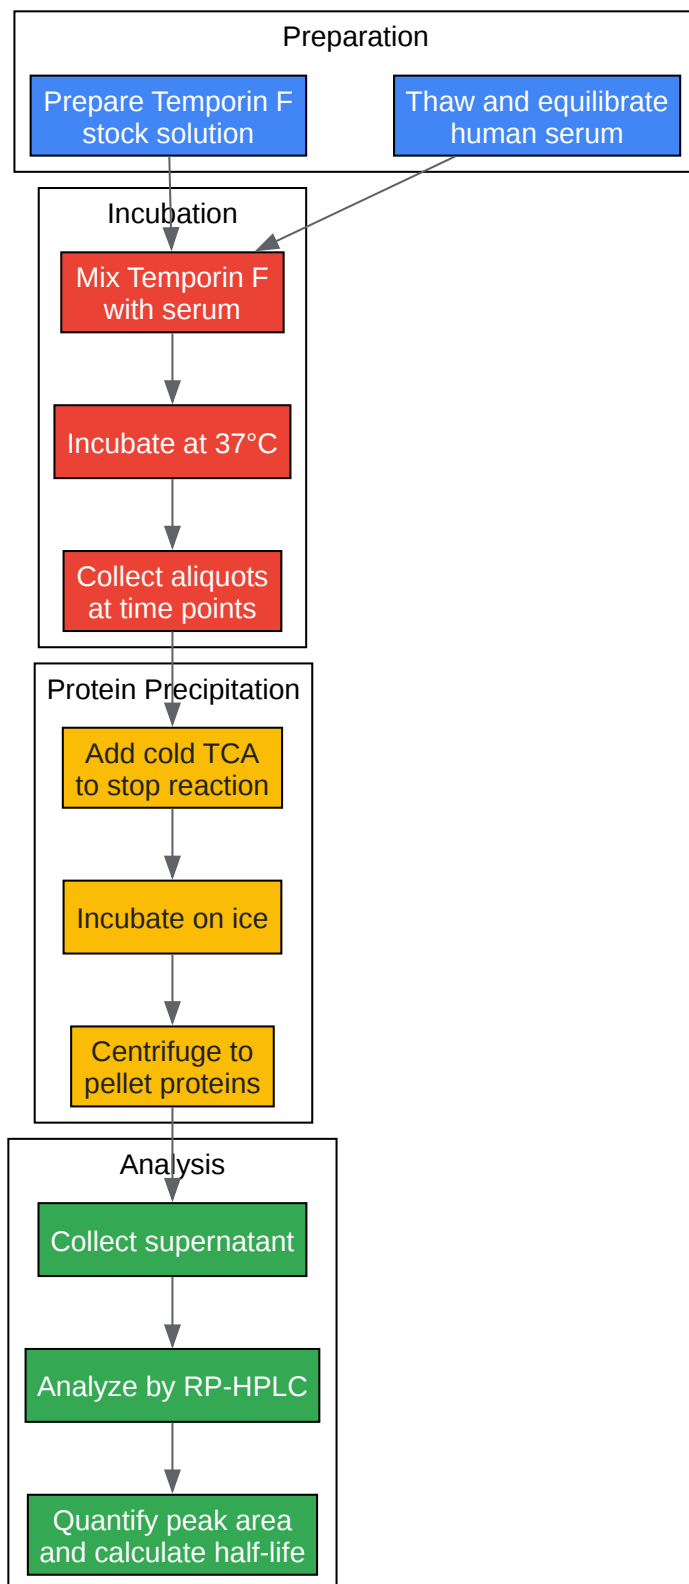 Preparation
Prepare Temporin F
stock solution
Thaw and equilibrate
human serum
Incubation
Mix Temporin F
with serum
Incubate at 37°C
Collect aliquots
at time points
Protein Precipitation
Add cold TCA
to stop reaction
Incubate on ice
Centrifuge to
pellet proteins
Analysis
Collect supernatant
Analyze by RP-HPLC
Quantify peak area
and calculate half-life